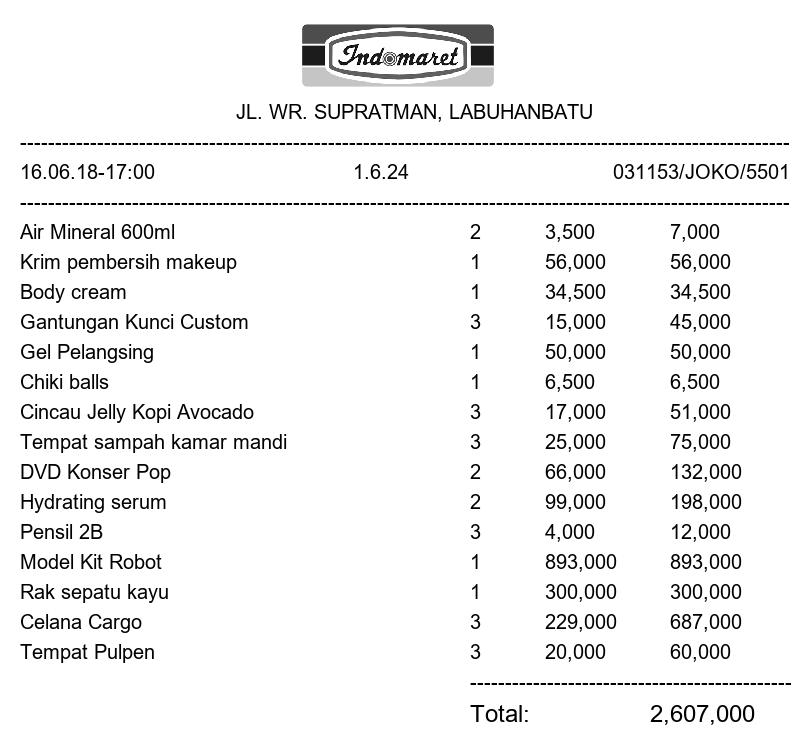 Indomaret
JL. WR. SUPRATMAN, LABUHANBATU
16.06.18-17:00 1.6.24 031153/JOKO/5501
Air Mineral 600ml 2 3,500 7,000
Krim pembersih makeup 1 56,000 56,000
Body cream 1 34,500 34,500
Gantungan Kunci Custom 3 15,000 45,000
Gel Pelangsing 1 50,000 50,000
Chiki balls 1 6,500 6,500
Cincau Jelly Kopi Avocado 3 17,000 51,000
Tempat sampah kamar mandi 3 25,000 75,000
DVD Konser Pop 2 66,000 132,000
Hydrating serum 2 99,000 198,000
Pensil 2B 3 4,000 12,000
Model Kit Robot 1 893,000 893,000
Rak sepatu kayu 1 300,000 300,000
Celana Cargo 3 229,000 687,000
Tempat Pulpen 3 20,000 60,000
Total: 2,607,000